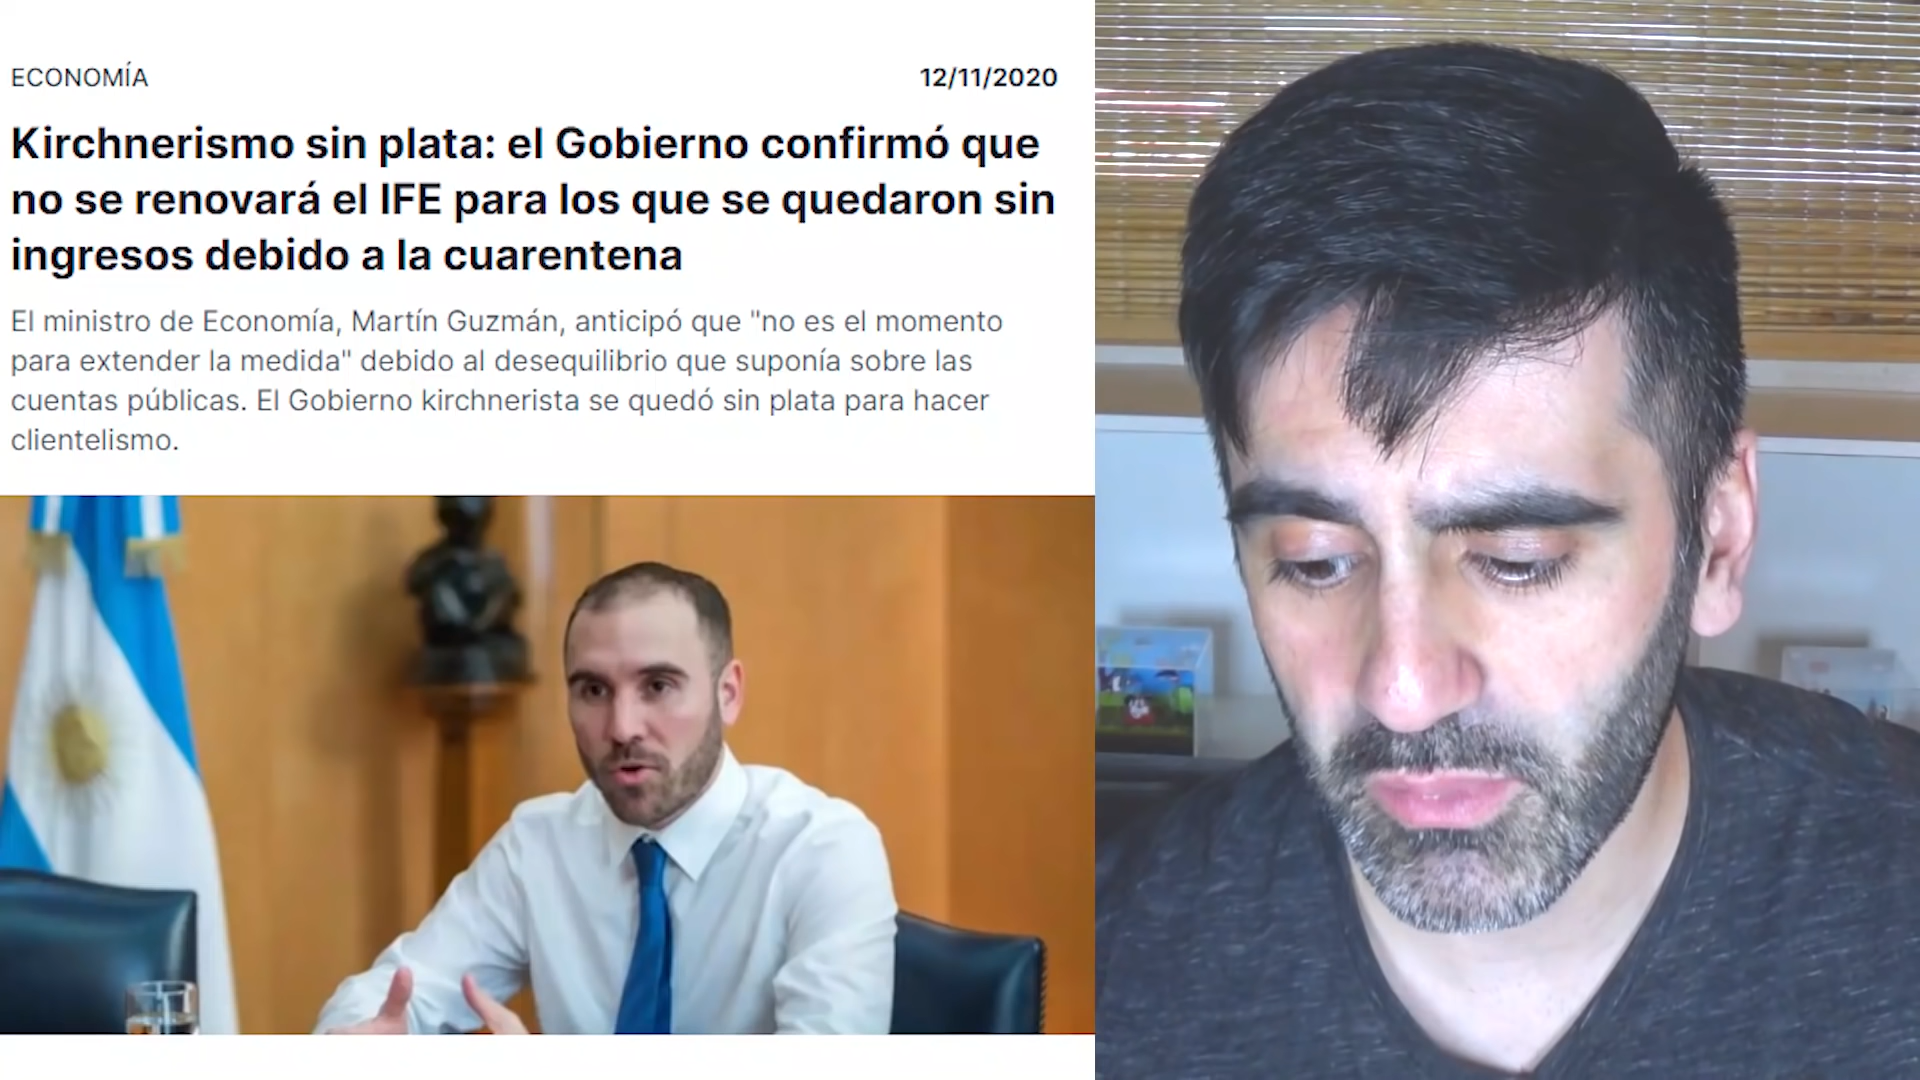 ECONOMÍA
12/11/2020
Kirchnerismo sin plata: el Gobierno confirmó que
no se renovará el IFE para los que se quedaron sin
ingresos debido a la cuarentena
El ministro de Economía, Martín Guzmán, anticipó que "no es el momento
para extender la medida" debido al desequilibrio que suponía sobre las
cuentas públicas. El Gobierno kirchnerista se quedó sin plata para hacer
clientelismo.